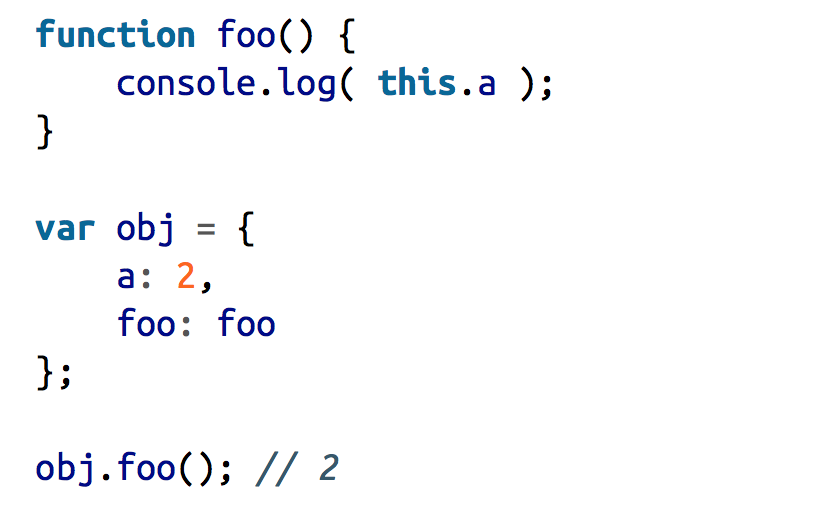 function foo() {
    console.log( this.a );
}

var obj = {
    a: 2,
    foo: foo
};

obj.foo(); // 2